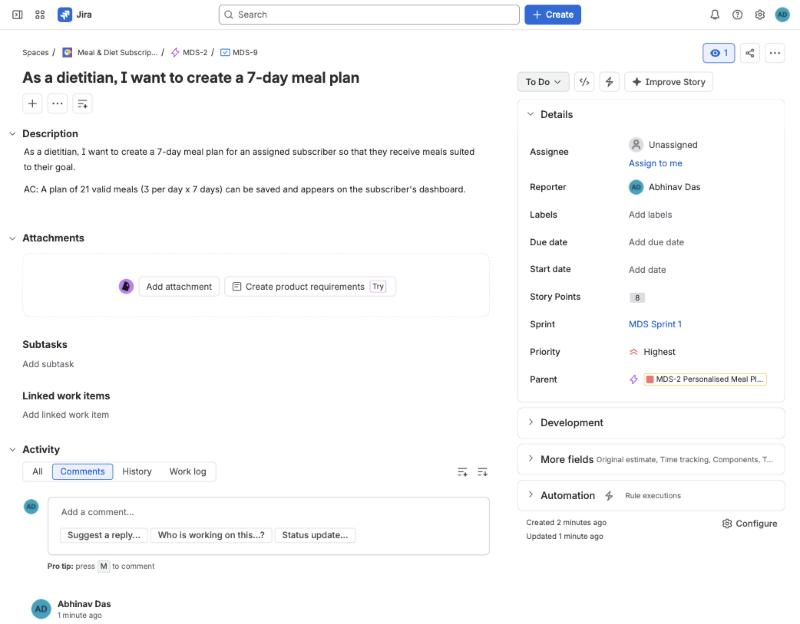 Jira
Search
+ Create
AD
Spaces / Meal & Diet Subscrip... / MDS-2 / MDS-9
1
As a dietitian, I want to create a 7-day meal plan
To Do
Improve Story
Description
As a dietitian, I want to create a 7-day meal plan for an assigned subscriber so that they receive meals suited
to their goal.
AC: A plan of 21 valid meals (3 per day x 7 days) can be saved and appears on the subscriber's dashboard.
Attachments
Add attachment
Create product requirements Try
Subtasks
Add subtask
Linked work items
Add linked work item
Activity
All Comments History Work log
AD
Add a comment...
Suggest a reply... Who is working on this...? Status update...
Pro tip: press M to comment
AD
Abhinav Das
1 minute ago
Details
Assignee Unassigned
Assign to me
Reporter AD Abhinav Das
Labels Add labels
Due date Add due date
Start date Add date
Story Points 8
Sprint MDS Sprint 1
Priority Highest
Parent MDS-2 Personalised Meal Pl...
Development
More fields Original estimate, Time tracking, Components, T...
Automation Rule executions
Created 2 minutes ago
Configure
Updated 1 minute ago